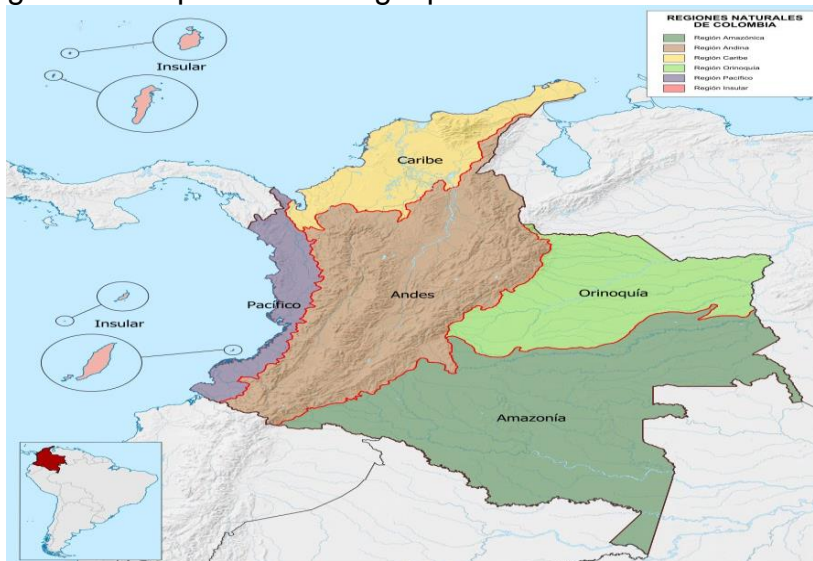 REGIONES NATURALES
DE COLOMBIA
Región Amazónica
Región Andina
Región Caribe
Región Orinoquía
Región Pacífico
Región Insular
Insular
Caribe
Pacífico
Andes
Orinoquía
Insular
Amazonía